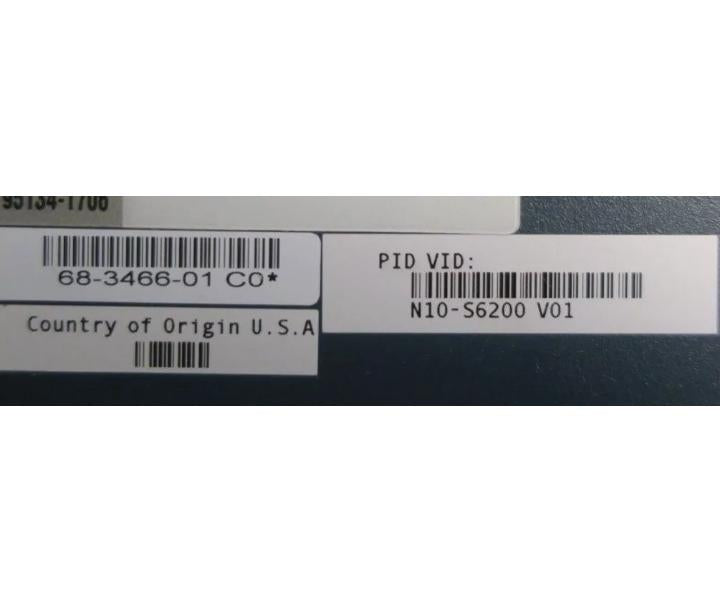 95134-1706
68-3466-01 C0*
PID VID:
N10-S6200 V01
Country of Origin U.S.A